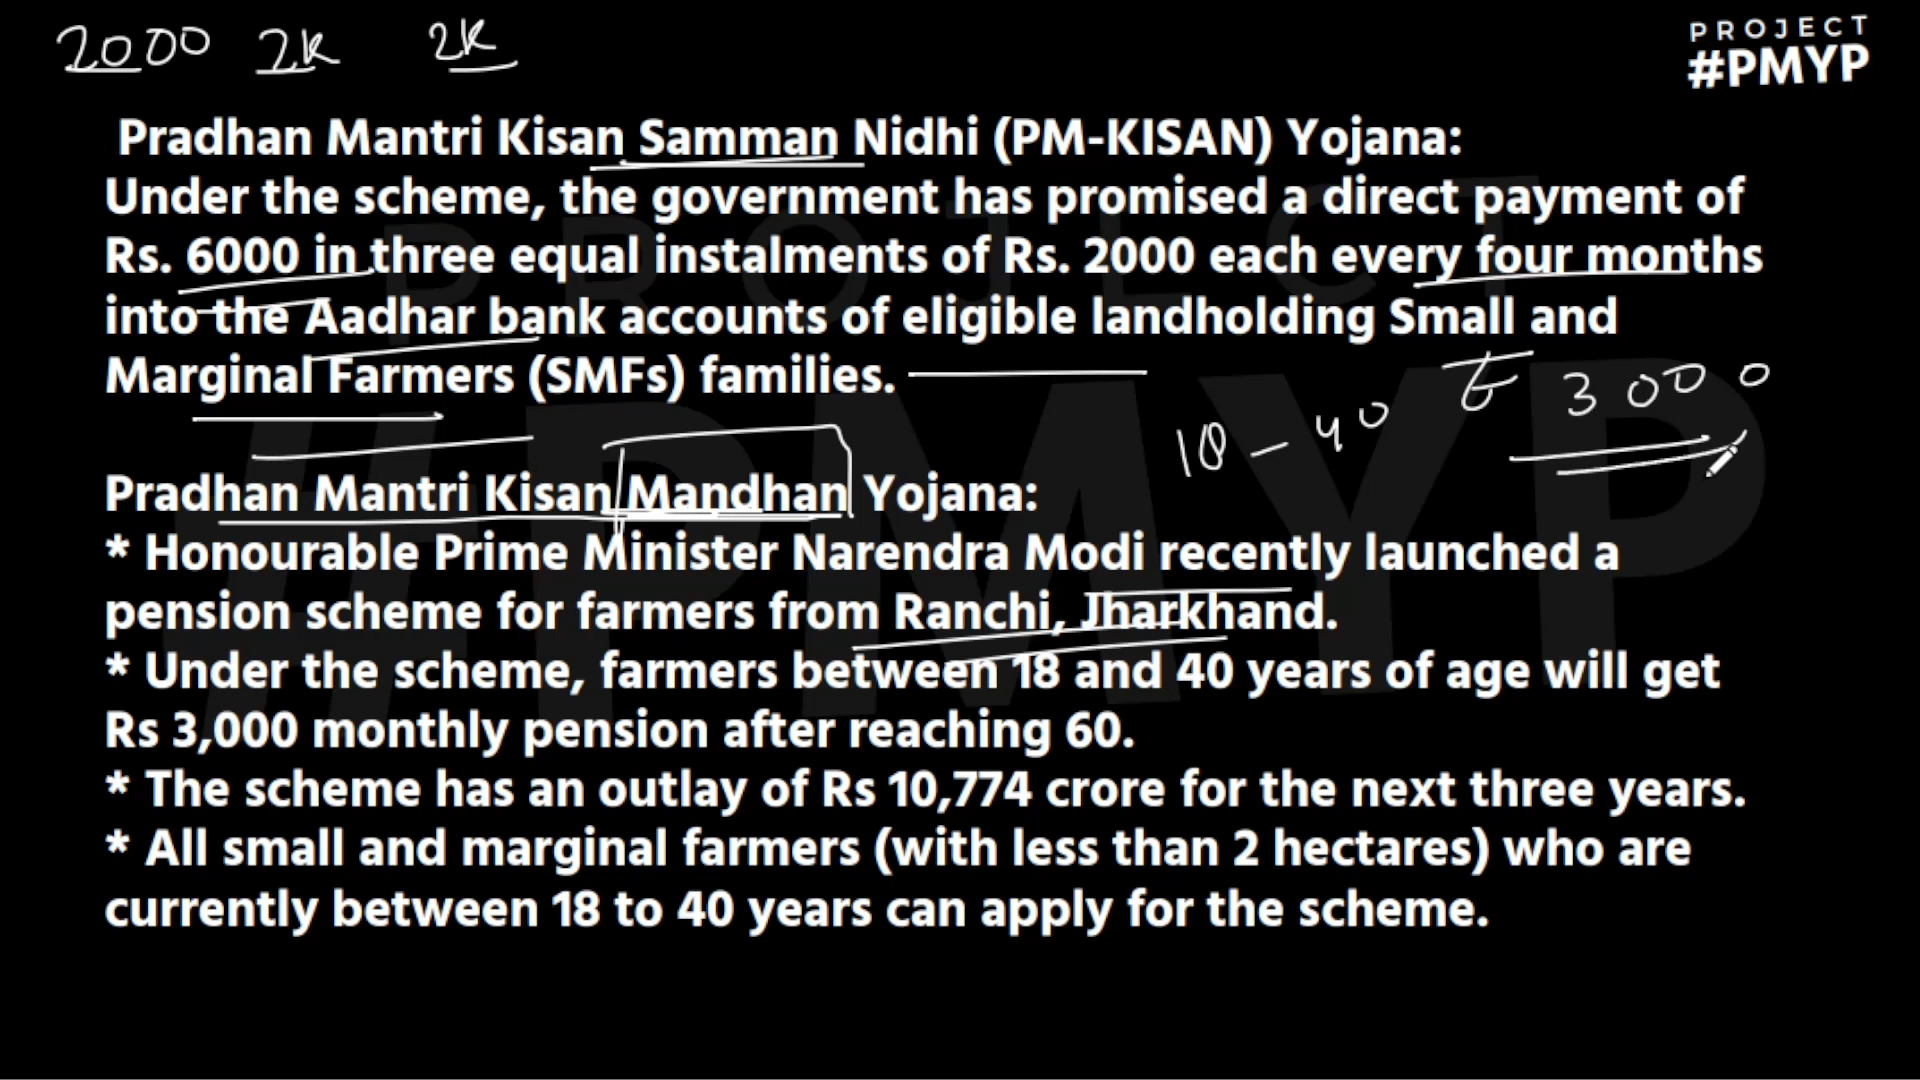 2000 2K 2K
PROJECT
#PMYP
Pradhan Mantri Kisan Samman Nidhi (PM-KISAN) Yojana:
Under the scheme, the government has promised a direct payment of
Rs. 6000 in three equal instalments of Rs. 2000 each every four months
into the Aadhar bank accounts of eligible landholding Small and
Marginal Farmers (SMFs) families.
18 - 40 ₹ 3000
Pradhan Mantri Kisan Mandhan Yojana:
* Honourable Prime Minister Narendra Modi recently launched a
pension scheme for farmers from Ranchi, Jharkhand.
* Under the scheme, farmers between 18 and 40 years of age will get
Rs 3,000 monthly pension after reaching 60.
* The scheme has an outlay of Rs 10,774 crore for the next three years.
* All small and marginal farmers (with less than 2 hectares) who are
currently between 18 to 40 years can apply for the scheme.
PROJECT
#PMYP